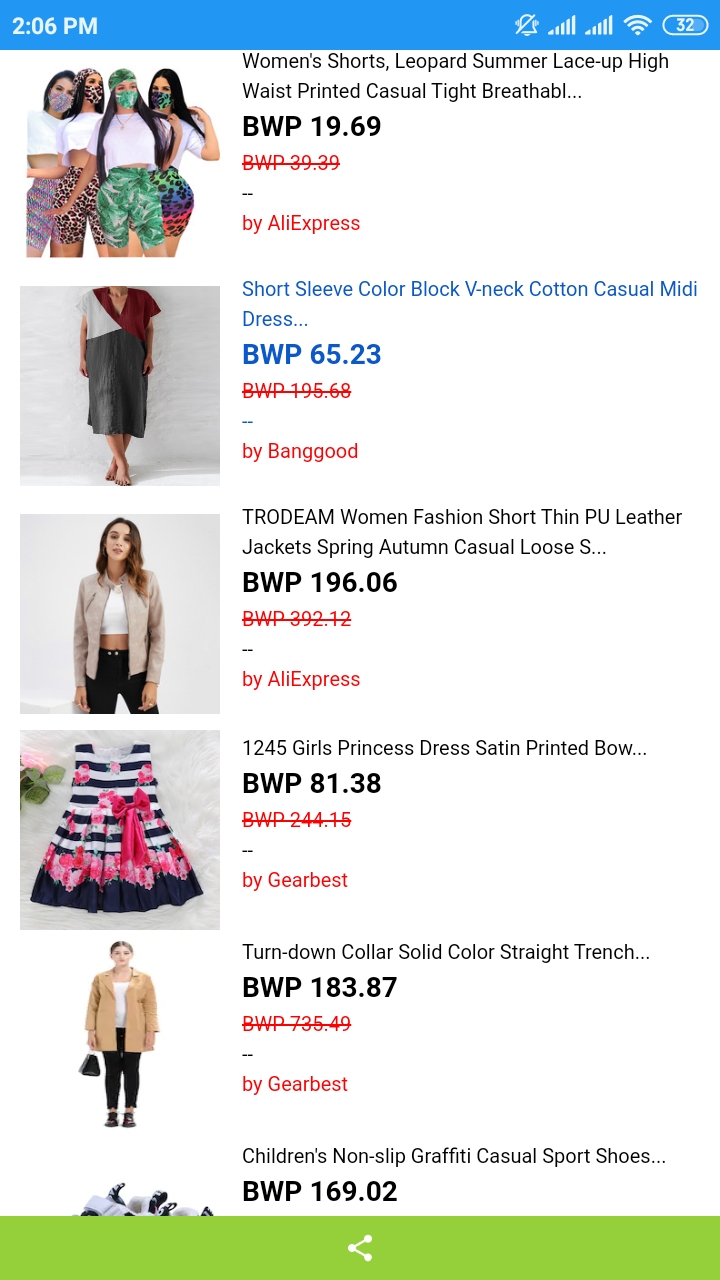 2:06 PM
32
Women's Shorts, Leopard Summer Lace-up High
Waist Printed Casual Tight Breathabl...
BWP 19.69
BWP 39.39
--
by AliExpress
Short Sleeve Color Block V-neck Cotton Casual Midi
Dress...
BWP 65.23
BWP 195.68
--
by Banggood
TRODEAM Women Fashion Short Thin PU Leather
Jackets Spring Autumn Casual Loose S...
BWP 196.06
BWP 392.12
--
by AliExpress
1245 Girls Princess Dress Satin Printed Bow...
BWP 81.38
BWP 244.15
--
by Gearbest
Turn-down Collar Solid Color Straight Trench...
BWP 183.87
BWP 735.49
--
by Gearbest
Children's Non-slip Graffiti Casual Sport Shoes...
BWP 169.02